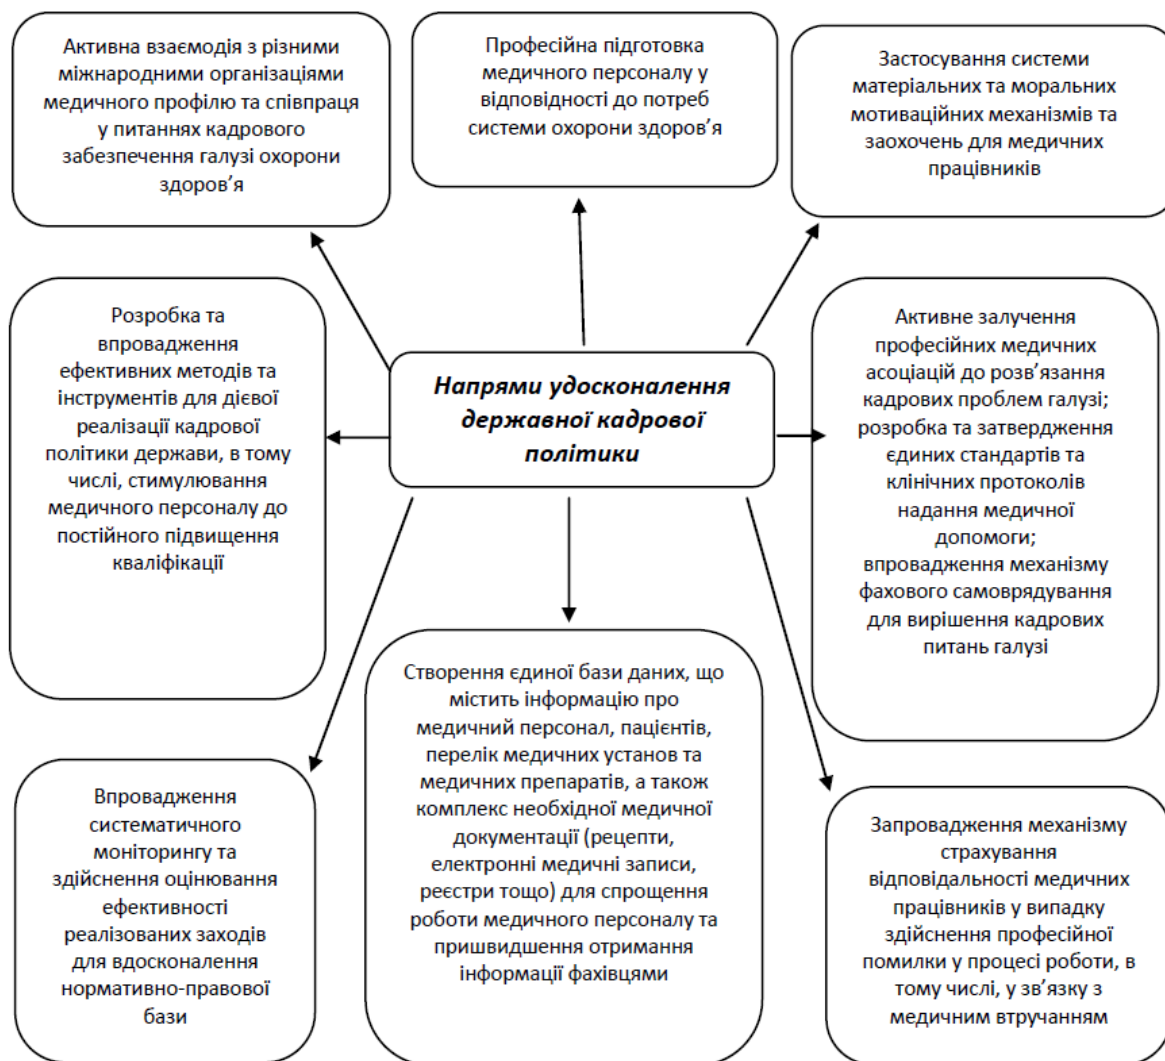 Активна взаємодія з різними
міжнародними організаціями
медичного профілю та співпраця
у питаннях кадрового
забезпечення галузі охорони
здоров’я
Професійна підготовка
медичного персоналу у
відповідності до потреб
системи охорони здоров’я
Застосування системи
матеріальних та моральних
мотиваційних механізмів та
заохочень для медичних
працівників
Розробка та
впровадження
ефективних методів та
інструментів для дієвої
реалізації кадрової
політики держави, в тому
числі, стимулювання
медичного персоналу до
постійного підвищення
кваліфікації
Напрями удосконалення
державної кадрової
політики
Активне залучення
професійних медичних
асоціацій до розв’язання
кадрових проблем галузі;
розробка та затвердження
єдиних стандартів та
клінічних протоколів
надання медичної
допомоги;
впровадження механізму
фахового самоврядування
для вирішення кадрових
питань галузі
Впровадження
систематичного
моніторингу та
здійснення оцінювання
ефективності
реалізованих заходів
для вдосконалення
нормативно-правової
бази
Створення єдиної бази даних, що
містить інформацію про
медичний персонал, пацієнтів,
перелік медичних установ та
медичних препаратів, а також
комплекс необхідної медичної
документації (рецепти,
електронні медичні записи,
реєстри тощо) для спрощення
роботи медичного персоналу та
пришвидшення отримання
інформації фахівцями
Запровадження механізму
страхування
відповідальності медичних
працівників у випадку
здійснення професійної
помилки у процесі роботи, в
тому числі, у зв’язку з
медичним втручанням